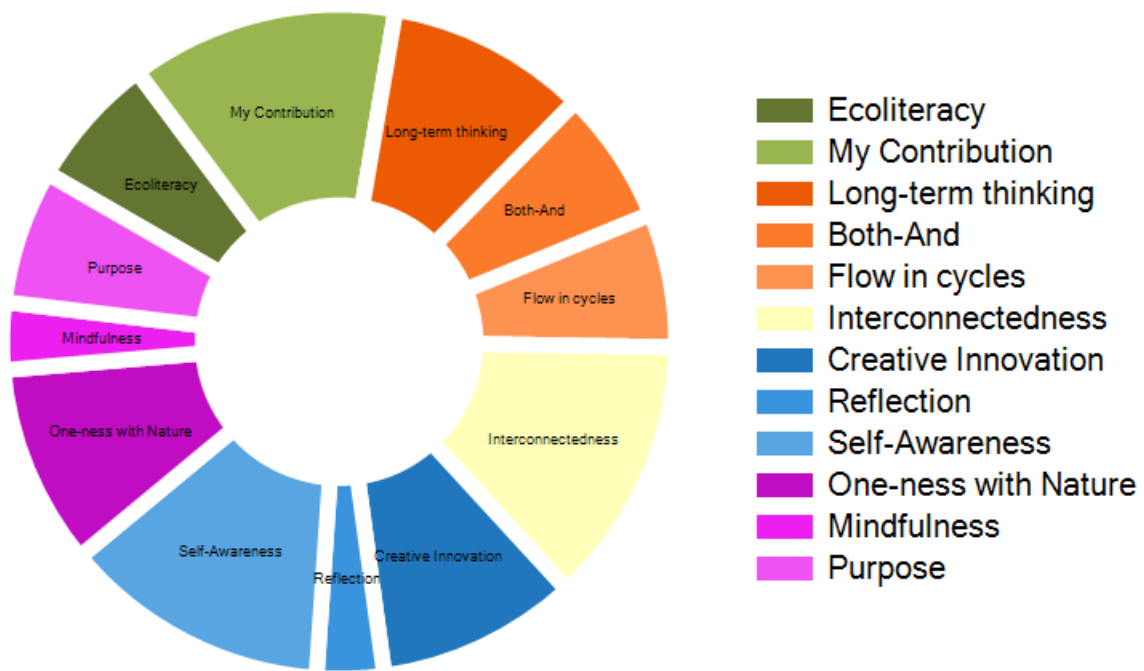 My Contribution
Long-term thinking
Both-And
Flow in cycles
Interconnectedness
Creative Innovation
Reflection
Self-Awareness
One-ness with Nature
Mindfulness
Purpose
Ecoliteracy
Ecoliteracy
My Contribution
Long-term thinking
Both-And
Flow in cycles
Interconnectedness
Creative Innovation
Reflection
Self-Awareness
One-ness with Nature
Mindfulness
Purpose